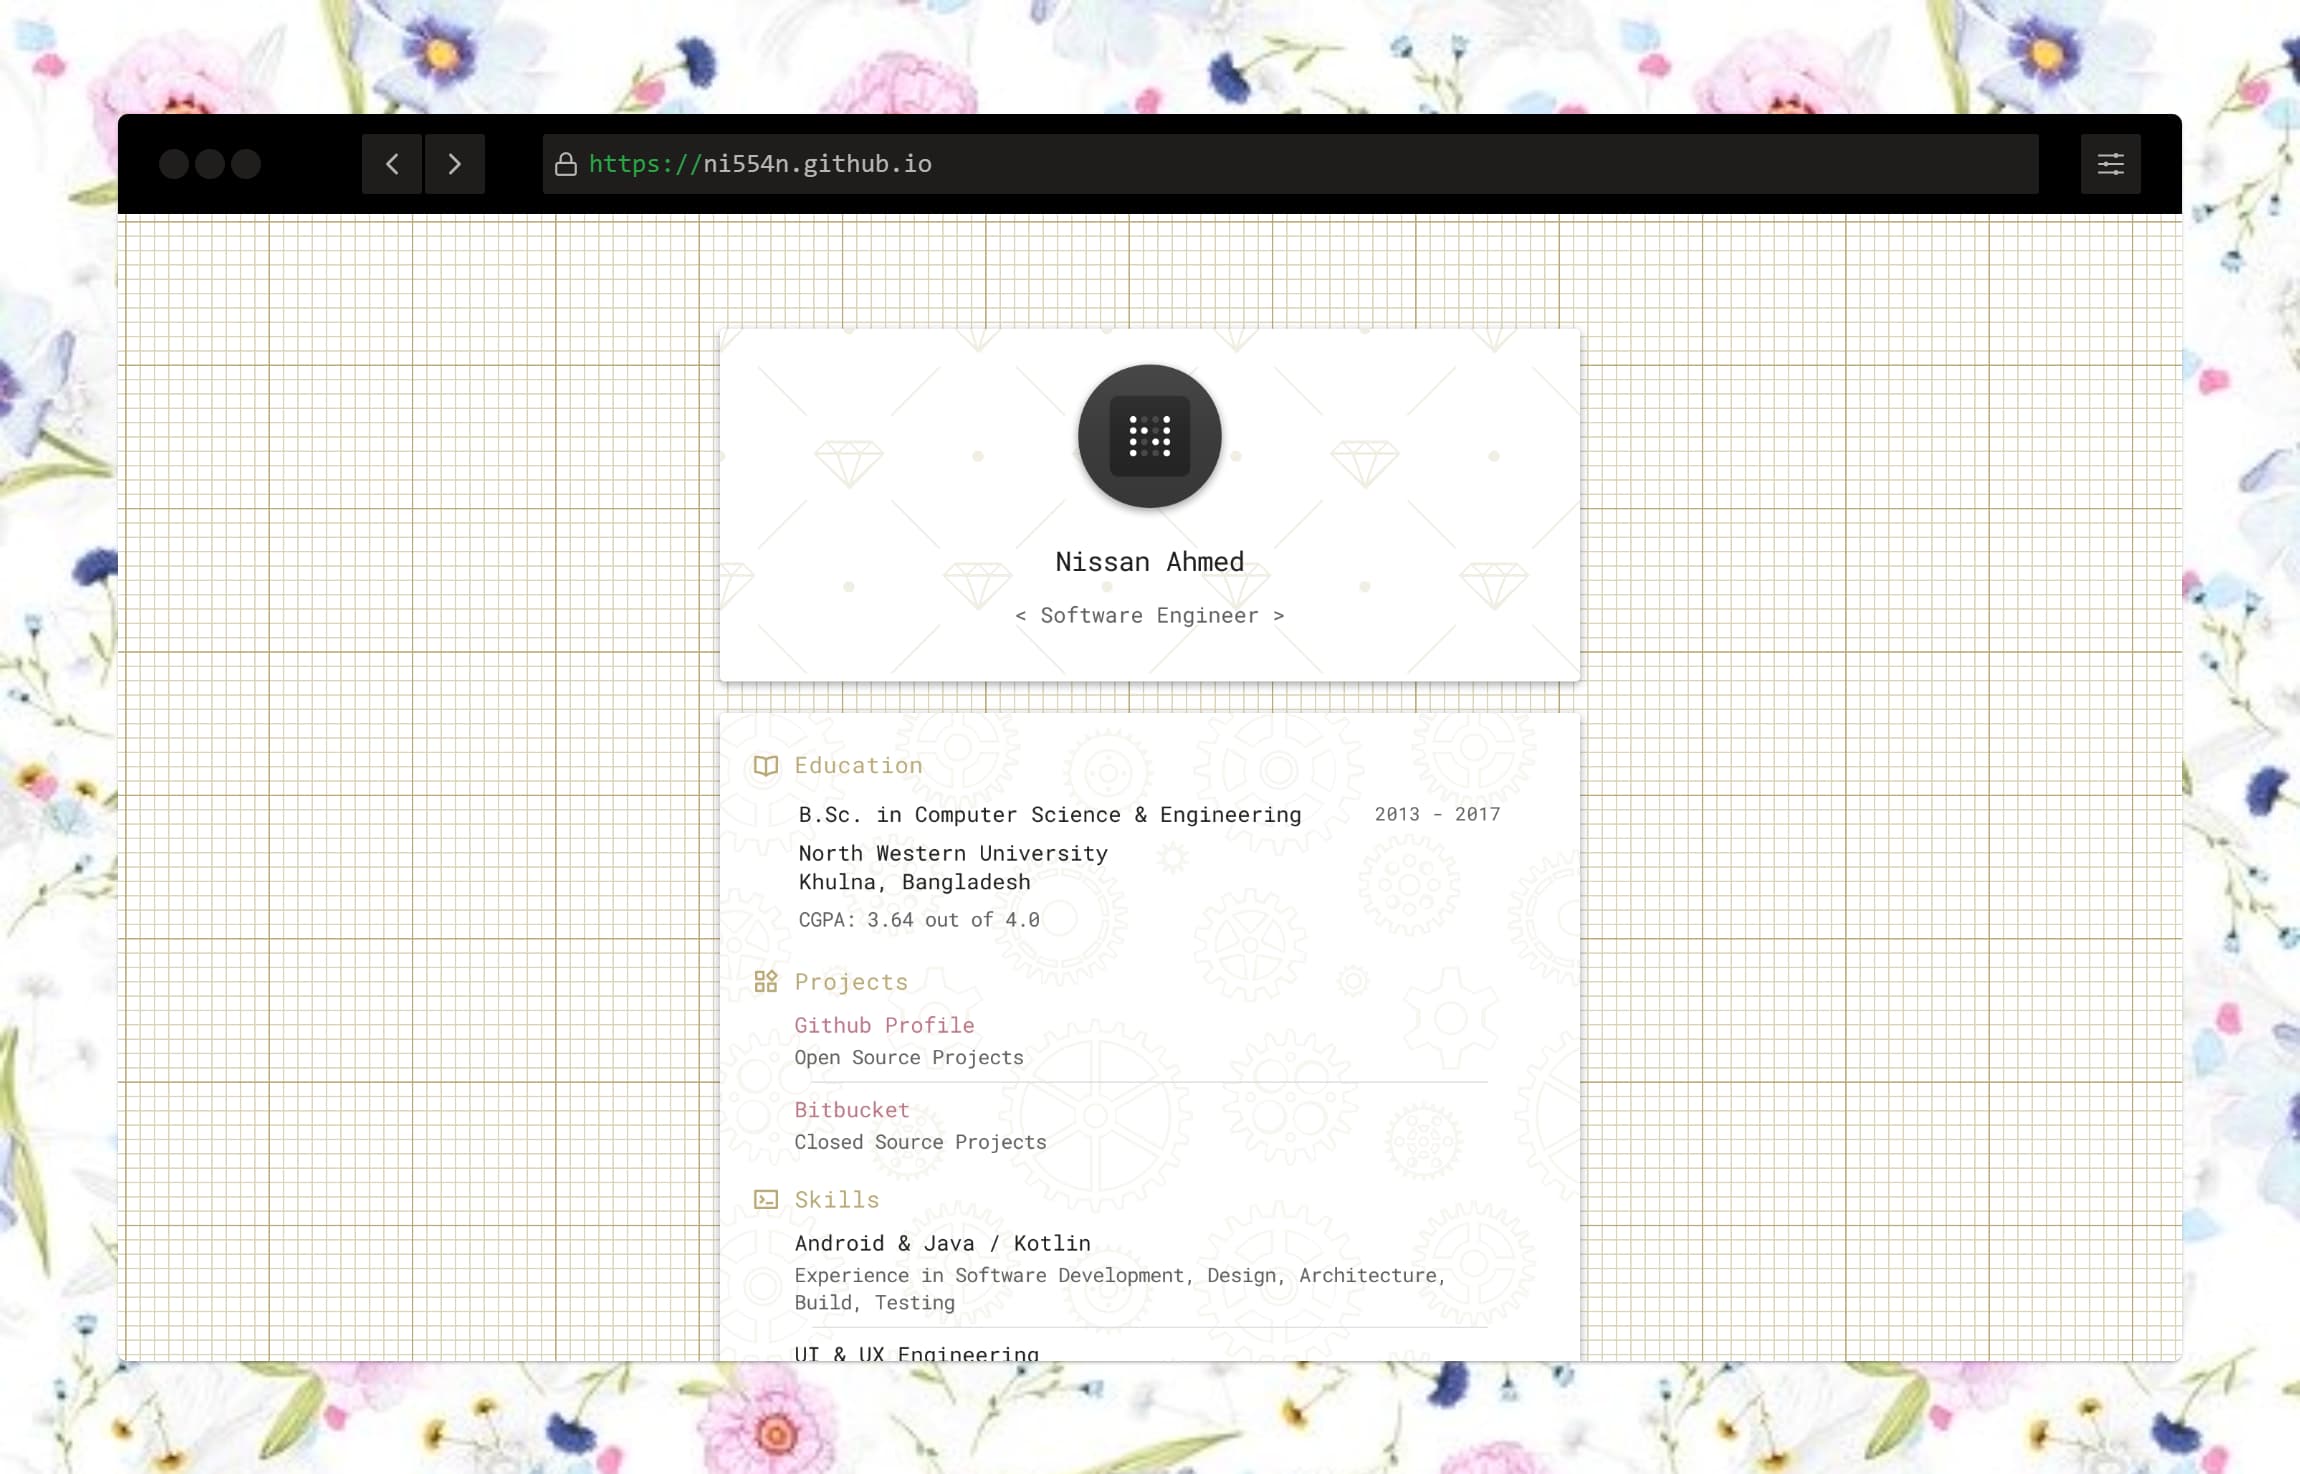 https://ni554n.github.io
Nissan Ahmed
< Software Engineer >
Education
B.Sc. in Computer Science & Engineering 2013 - 2017
North Western University
Khulna, Bangladesh
CGPA: 3.64 out of 4.0
Projects
Github Profile
Open Source Projects
Bitbucket
Closed Source Projects
Skills
Android & Java / Kotlin
Experience in Software Development, Design, Architecture,
Build, Testing
UI & UX Engineering